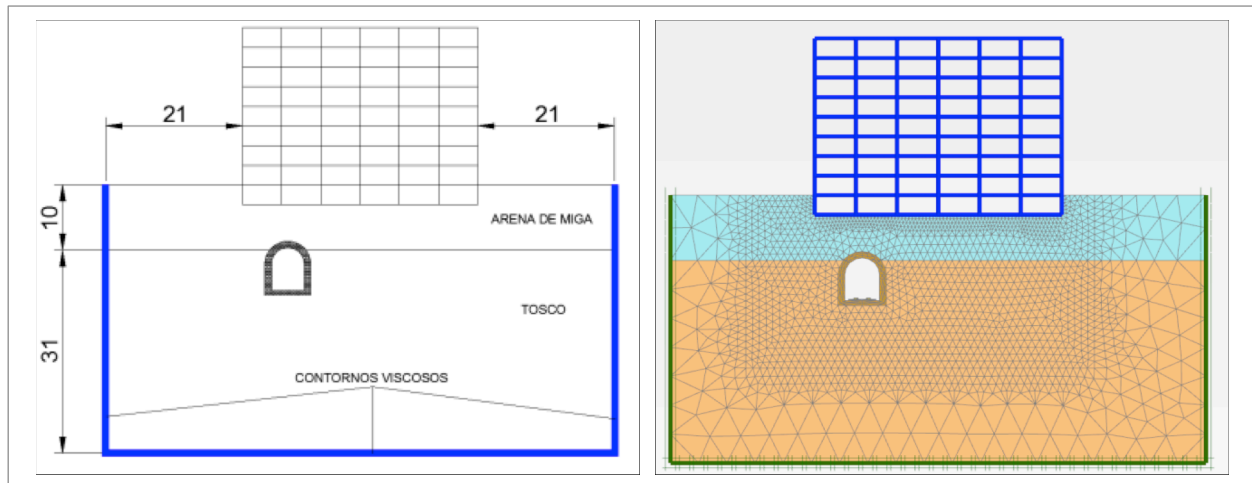 21
21
10
ARENA DE MIGA
31
TOSCO
CONTORNOS VISCOSOS